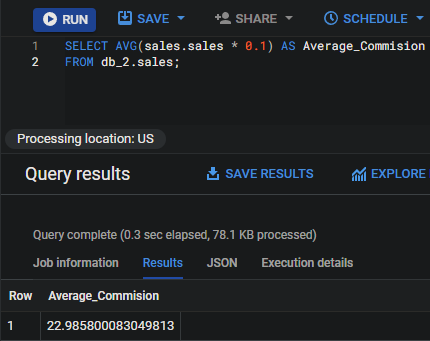 RUN SAVE SHARE SCHEDULE
1 SELECT AVG(sales.sales * 0.1) AS Average_Commision
2 FROM db_2.sales;
Processing location: US
Query results SAVE RESULTS EXPLORE
Query complete (0.3 sec elapsed, 78.1 KB processed)
Job information Results JSON Execution details
Row Average_Commision
1 22.985800083049813